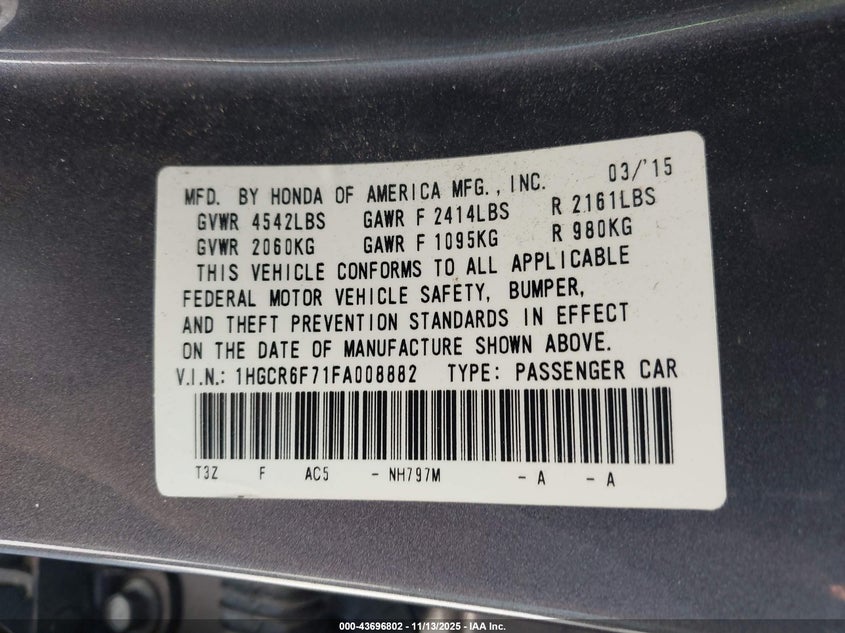 MFD. BY HONDA OF AMERICA MFG., INC. 03/'15
GVWR 4542LBS GAWR F 2414LBS R 2161LBS
GVWR 2060KG GAWR F 1095KG R 980KG
THIS VEHICLE CONFORMS TO ALL APPLICABLE
FEDERAL MOTOR VEHICLE SAFETY, BUMPER,
AND THEFT PREVENTION STANDARDS IN EFFECT
ON THE DATE OF MANUFACTURE SHOWN ABOVE.
V.I.N.: 1HGCR6F71FA008882 TYPE: PASSENGER CAR
T3Z F AC5 - NH797M - A - A
000-43696802 - 11/13/2025 - IAA Inc.